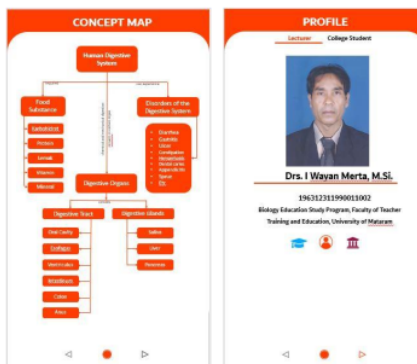 CONCEPT MAP
Human Digestive
System
Food
Substance
Disorders of the
Digestive System
Carbohidrat
Protein
Lemak
Vitamin
Mineral
Diarrhea
Gastritis
Ulcer
Constipation
Hemorrhoids
Appendicitis
Digestive Organs
Digestive Tract
Digestive Glands
Oral Cavity
Esofagus
Ventriculus
Intestinum
Colon
Anus
Saliva
Liver
Pancreas
PROFILE
Lecturer College Student
Drs. I Wayan Merta, M.Si.
196312311990011002
Biology Education Study Program, Faculty of Teacher
Training and Education, University of Mataram